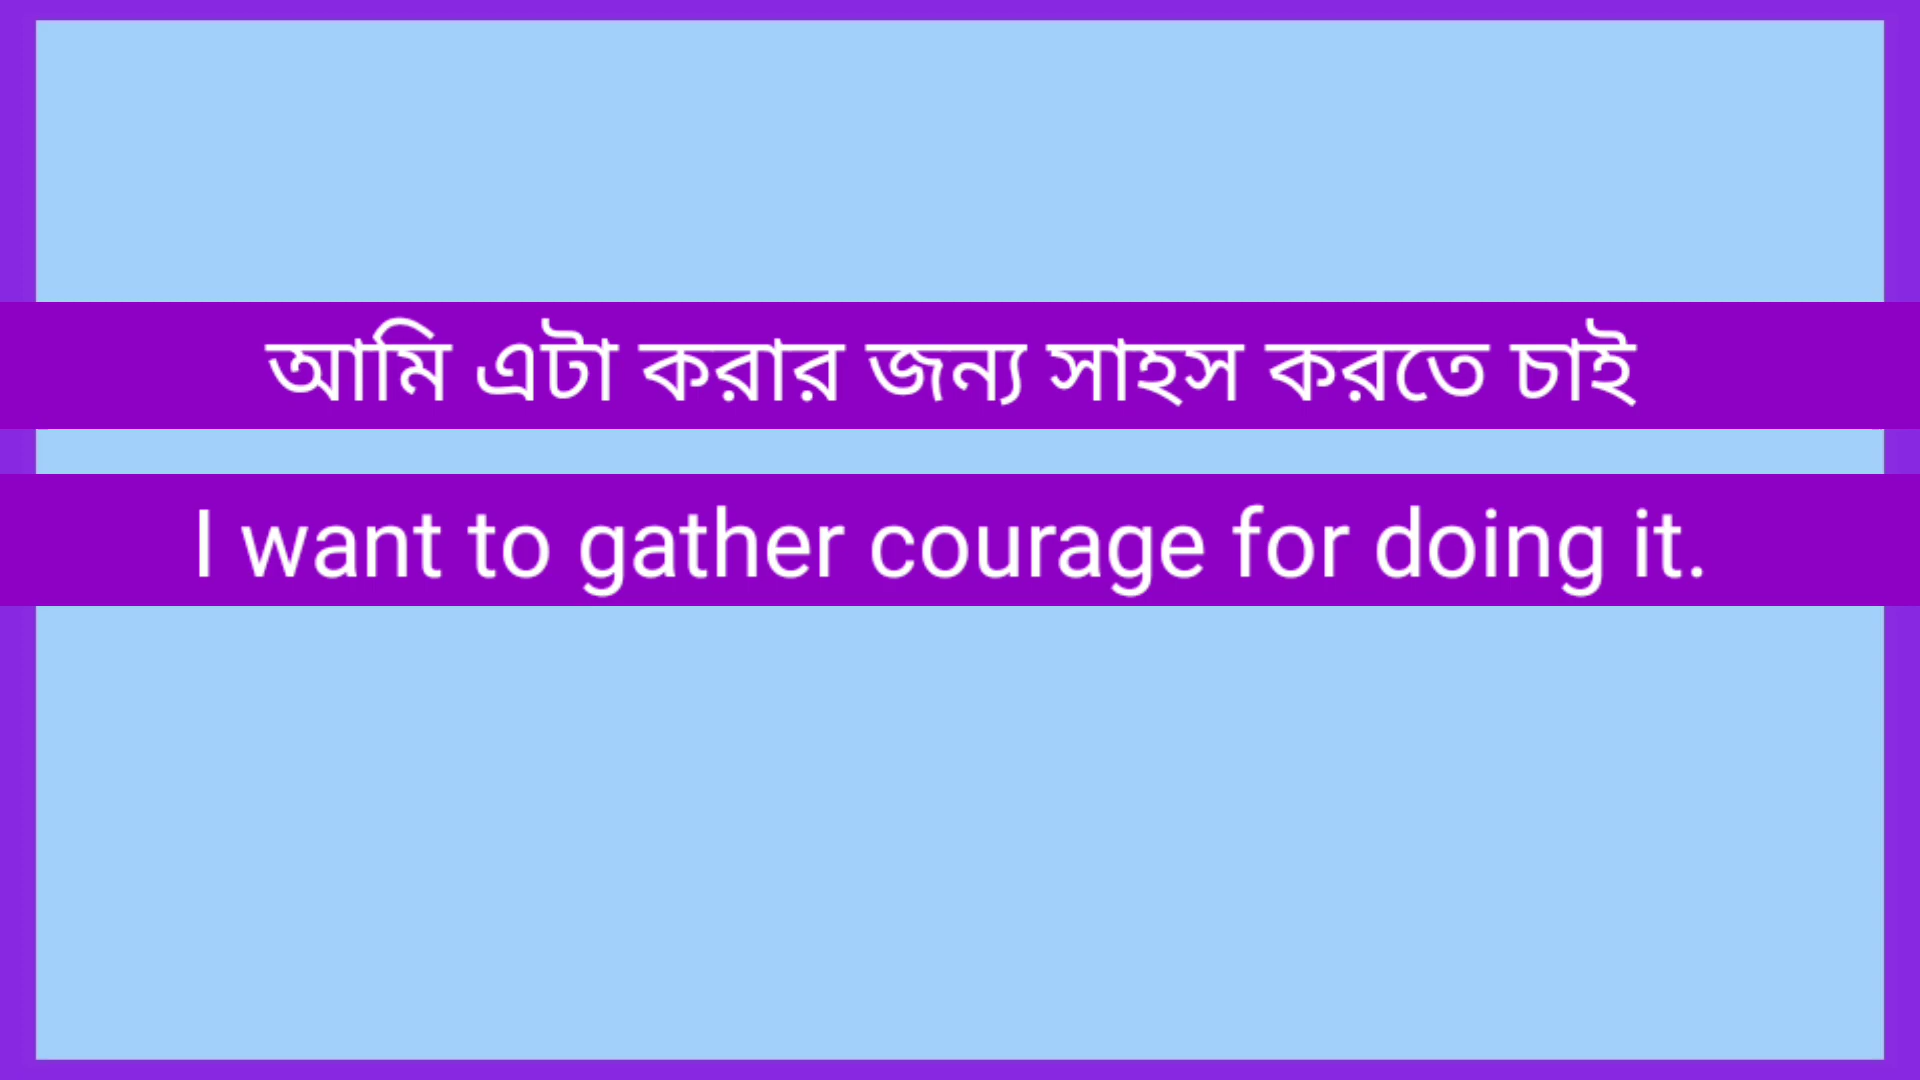 আমি এটা করার জন্য সাহস করতে চাই
I want to gather courage for doing it.